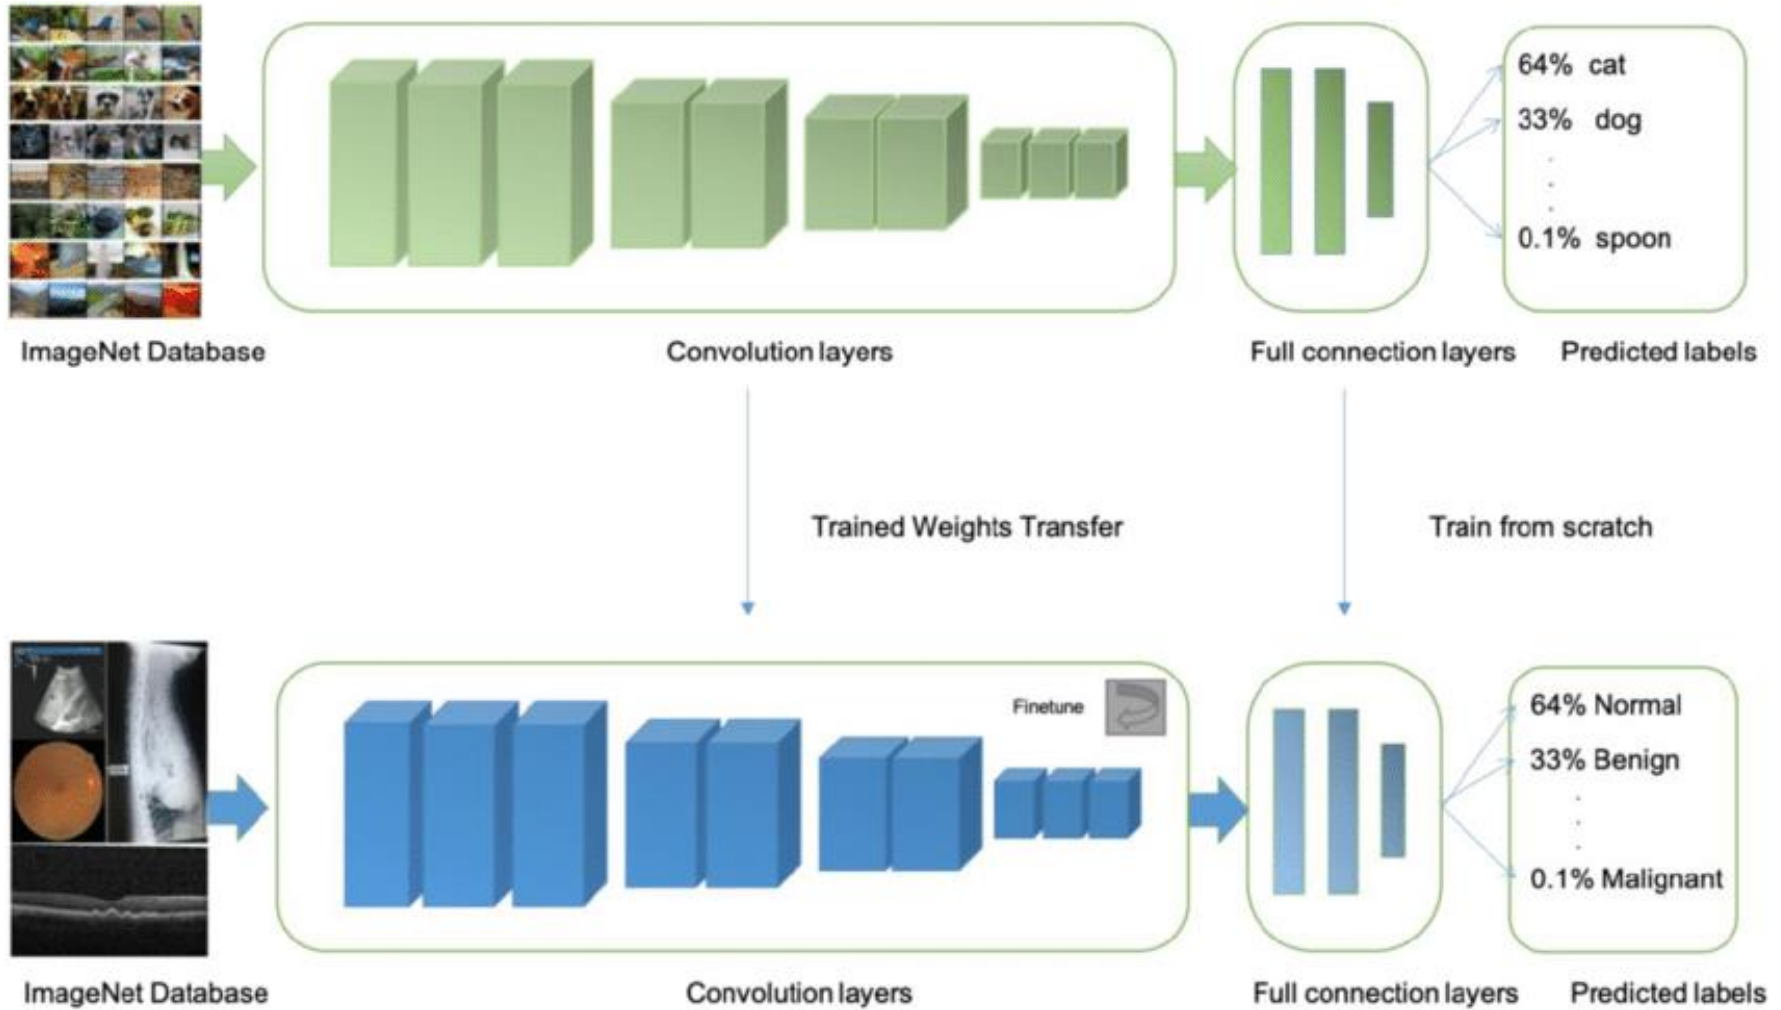 64% cat
33% dog
.
.
.
0.1% spoon
ImageNet Database
Convolution layers
Full connection layers
Predicted labels
Trained Weights Transfer
Train from scratch
Finetune
64% Normal
33% Benign
.
.
.
0.1% Malignant
ImageNet Database
Convolution layers
Full connection layers
Predicted labels